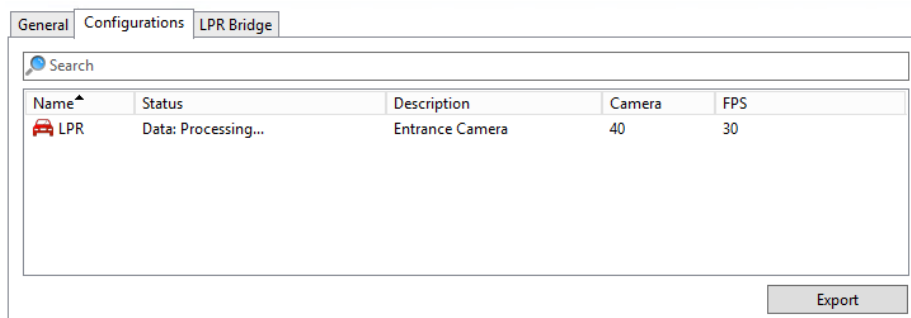 General Configurations LPR Bridge
Search
Name Status Description Camera FPS
LPR Data: Processing... Entrance Camera 40 30
Export